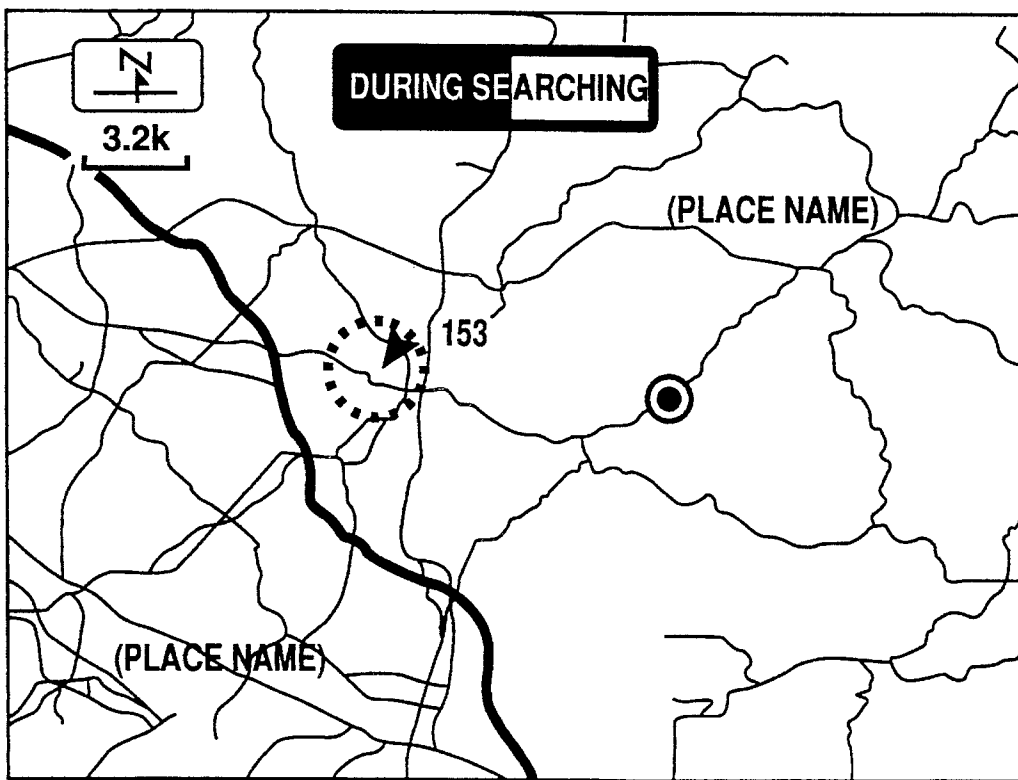 N
DURING SEARCHING
3.2k
(PLACE NAME)
153
(PLACE NAME)